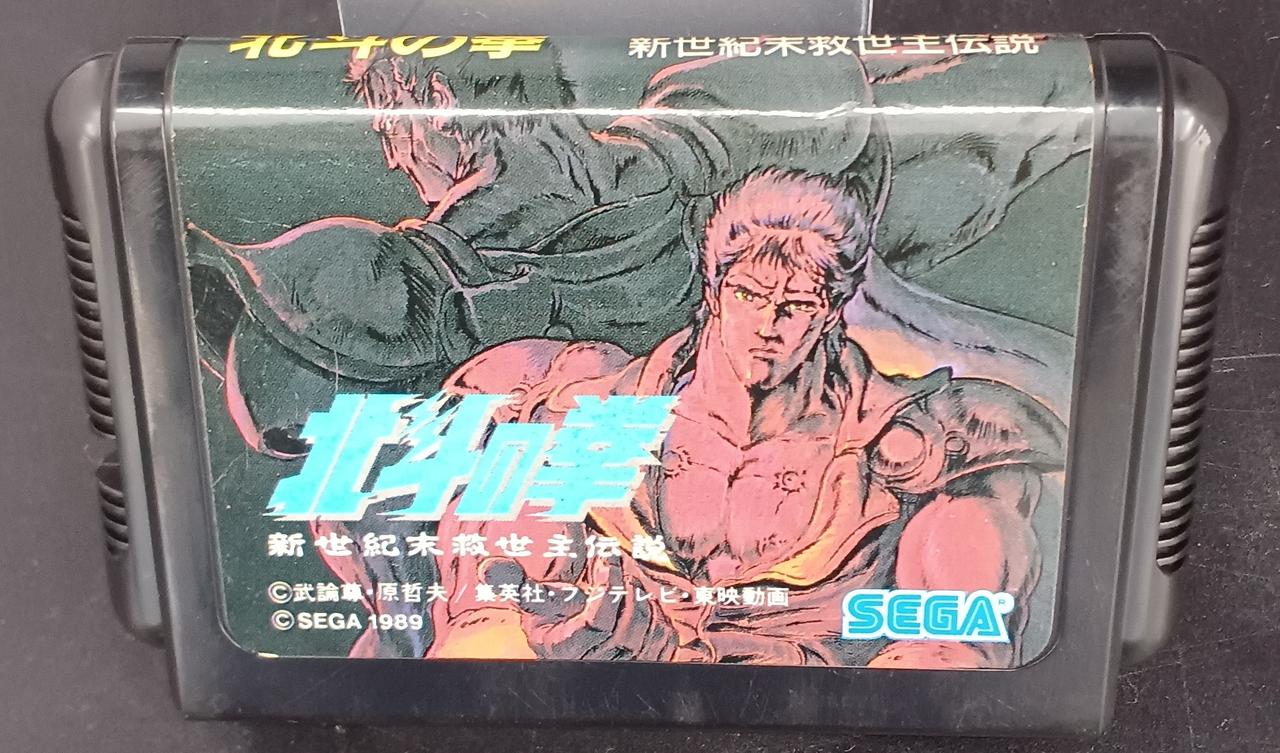 北斗の拳 新世紀末救世主伝説
北斗の拳
新世紀末救世主伝説
©武論尊・原哲夫/集英社・フジテレビ・東映動画
©SEGA 1989
SEGA®